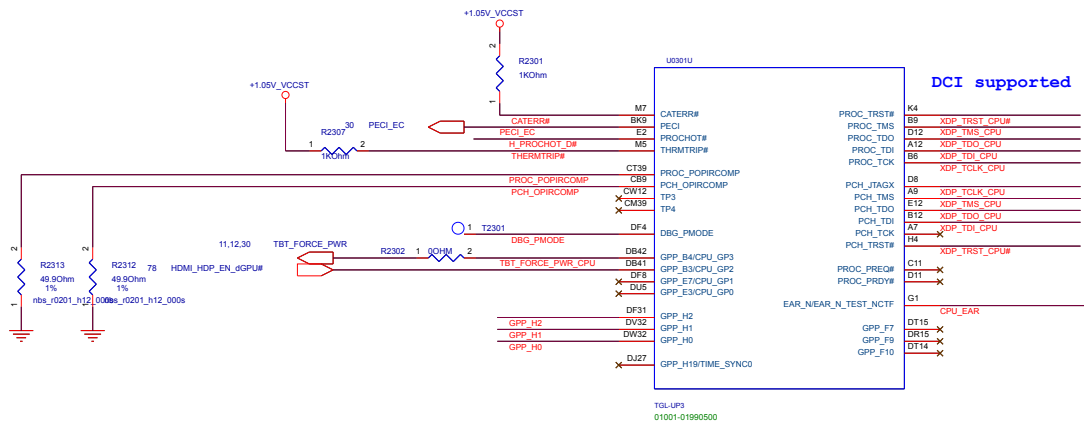 +1.05V_VCCST
2
R2301
1KOhm
1
U0301U
DCI supported
+1.05V_VCCST
30 PECI_EC
R2307
1 2
1KOhm
CATERR#
PECI_EC
H_PROCHOT_D#
THERMTRIP#
M7 CATERR#
BK9 PECI
E2 PROCHOT#
M5 THRMTRIP#
PROC_POPIRCOMP
PCH_OPIRCOMP
CT39 PROC_POPIRCOMP
CB9 PCH_OPIRCOMP
CW12 TP3
CM39 TP4
1 T2301
DBG_PMODE
DF4 DBG_PMODE
11,12,30 TBT_FORCE_PWR
R2302 0OHM 2
1
TBT_FORCE_PWR_CPU
78 HDMI_HDP_EN_dGPU#
DB42 GPP_B4/CPU_GP3
DB41 GPP_B3/CPU_GP2
DF8 GPP_E7/CPU_GP1
DU5 GPP_E3/CPU_GP0
2
R2313
49.9Ohm
1%
1
nbs_r0201_h12_000s
2
R2312
49.9Ohm
1%
1
nbs_r0201_h12_000s
GPP_H2
GPP_H1
GPP_H0
DF31 GPP_H2
DV32 GPP_H1
DW32 GPP_H0
DJ27 GPP_H19/TIME_SYNC0
PROC_TRST# K4
XDP_TRST_CPU#
PROC_TMS B9
XDP_TMS_CPU
PROC_TDO D12
XDP_TDO_CPU
PROC_TDI A12
XDP_TDI_CPU
PROC_TCK B6
XDP_TCLK_CPU
PCH_JTAGX D8
XDP_TCLK_CPU
PCH_TMS A9
XDP_TMS_CPU
PCH_TDO E12
XDP_TDO_CPU
PCH_TDI B12
XDP_TDI_CPU
PCH_TCK A7
PCH_TRST# H4
XDP_TRST_CPU#
PROC_PREQ# C11
PROC_PRDY# D11
EAR_N/EAR_N_TEST_NCTF G1
CPU_EAR
GPP_F7 DT15
GPP_F9 DR15
GPP_F10 DT14
TGL-UP3
01001-01990500